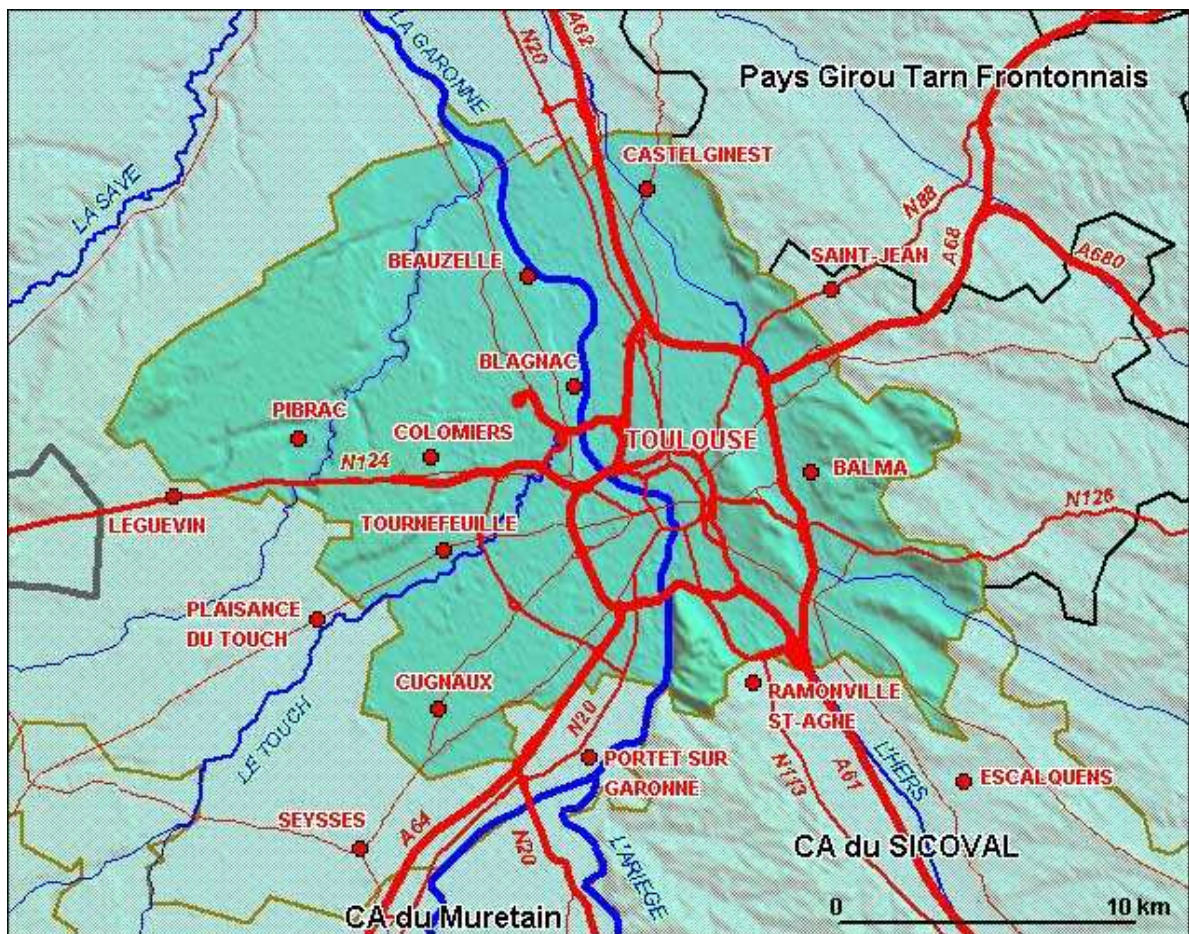 N20
A62
LA GARONNE
Pays Girou Tarn Frontonnais
CASTELGINEST
LA SAVE
N88
A68
A680
BEAUZELLE
SAINT-JEAN
BLAGNAC
PIBRAC
COLOMIERS
TOULOUSE
N124
BALMA
LEGUEVIN
TOURNEFEUILLE
N126
PLAISANCE
DU TOUCH
CUGNAUX
RAMONVILLE
ST-AGNE
LE TOUCH
N20
PORTET SUR
GARONNE
N113
A61
L'HERS
ESCALQUENS
SEYSSES
A64
N20
L'ARIEGE
CA du SICOVAL
CA du Muretain
0
10 km